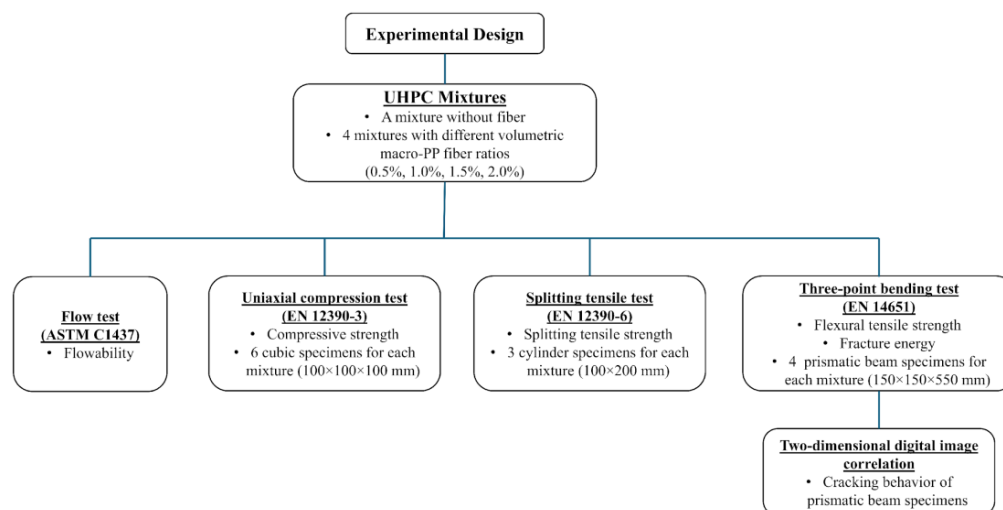 Experimental Design
UHPC Mixtures
• A mixture without fiber
• 4 mixtures with different volumetric
macro-PP fiber ratios
(0.5%, 1.0%, 1.5%, 2.0%)
Flow test
(ASTM C1437)
• Flowability
Uniaxial compression test
(EN 12390-3)
• Compressive strength
• 6 cubic specimens for each
mixture (100×100×100 mm)
Splitting tensile test
(EN 12390-6)
• Splitting tensile strength
• 3 cylinder specimens for each
mixture (100×200 mm)
Three-point bending test
(EN 14651)
• Flexural tensile strength
• Fracture energy
• 4 prismatic beam specimens for
each mixture (150×150×550 mm)
Two-dimensional digital image
correlation
• Cracking behavior of
prismatic beam specimens